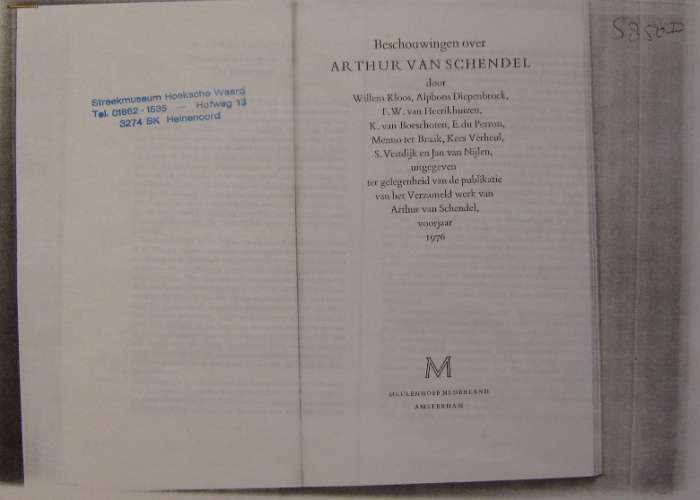 Streekmuseum Hoeksche Waard
Tel. 01862-1535 — Hofweg 13
3274 BK Heinenoord
Beschouwingen over
ARTHUR VAN SCHENDEL
door
Willem Kloos, Alphons Diepenbrock,
F. W. van Heerikhuizen,
K. van Boeschoten, E. du Perron,
Menno ter Braak, Kees Verheul,
S. Vestdijk en Jan van Nijlen,
uitgegeven
ter gelegenheid van de publikatie
van het Verzameld werk van
Arthur van Schendel,
voorjaar
1976
M
MEULENHOFF NEDERLAND
AMSTERDAM